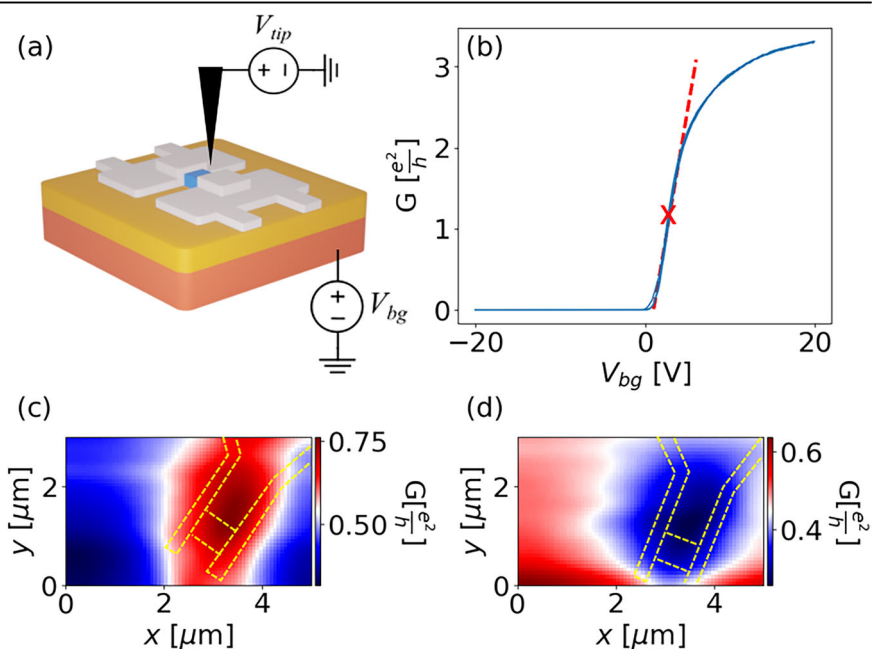 (a)
V_tip
+ −
+
−
V_bg
(b)
G [e²/h]
3
2
1
0
X
−20 0 20
V_bg [V]
(c)
y [μm]
2
0
0 2 4
x [μm]
0.75
0.50
G[e²/h]
(d)
y [μm]
2
0
0 2 4
x [μm]
0.6
0.4
G[e²/h]